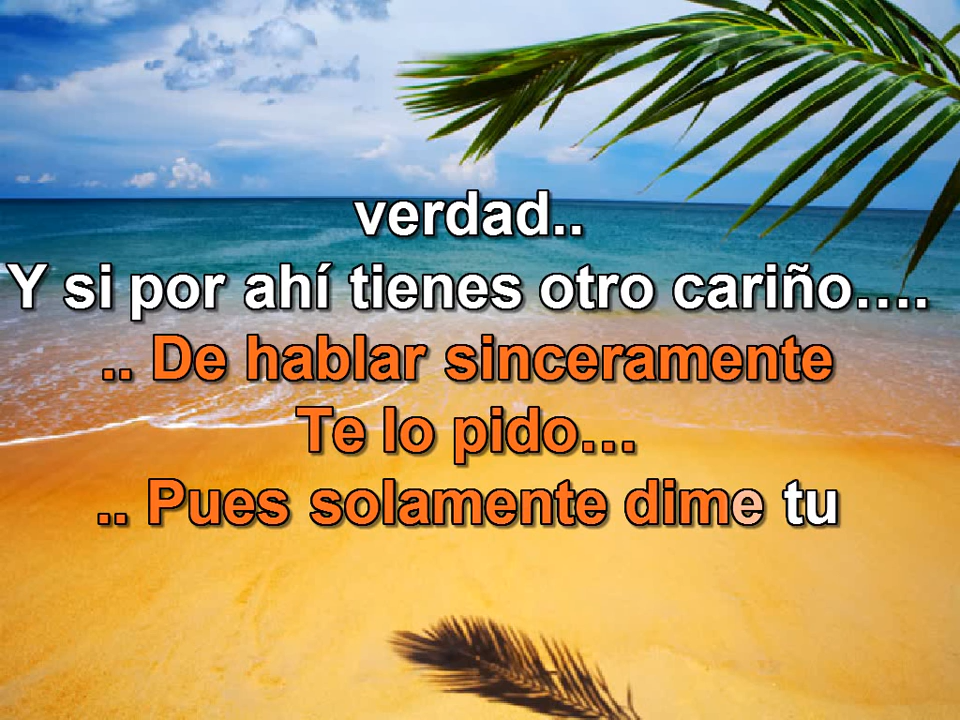 verdad..
Y si por ahí tienes otro cariño….
.. De hablar sinceramente
Te lo pido…
.. Pues solamente dime tu